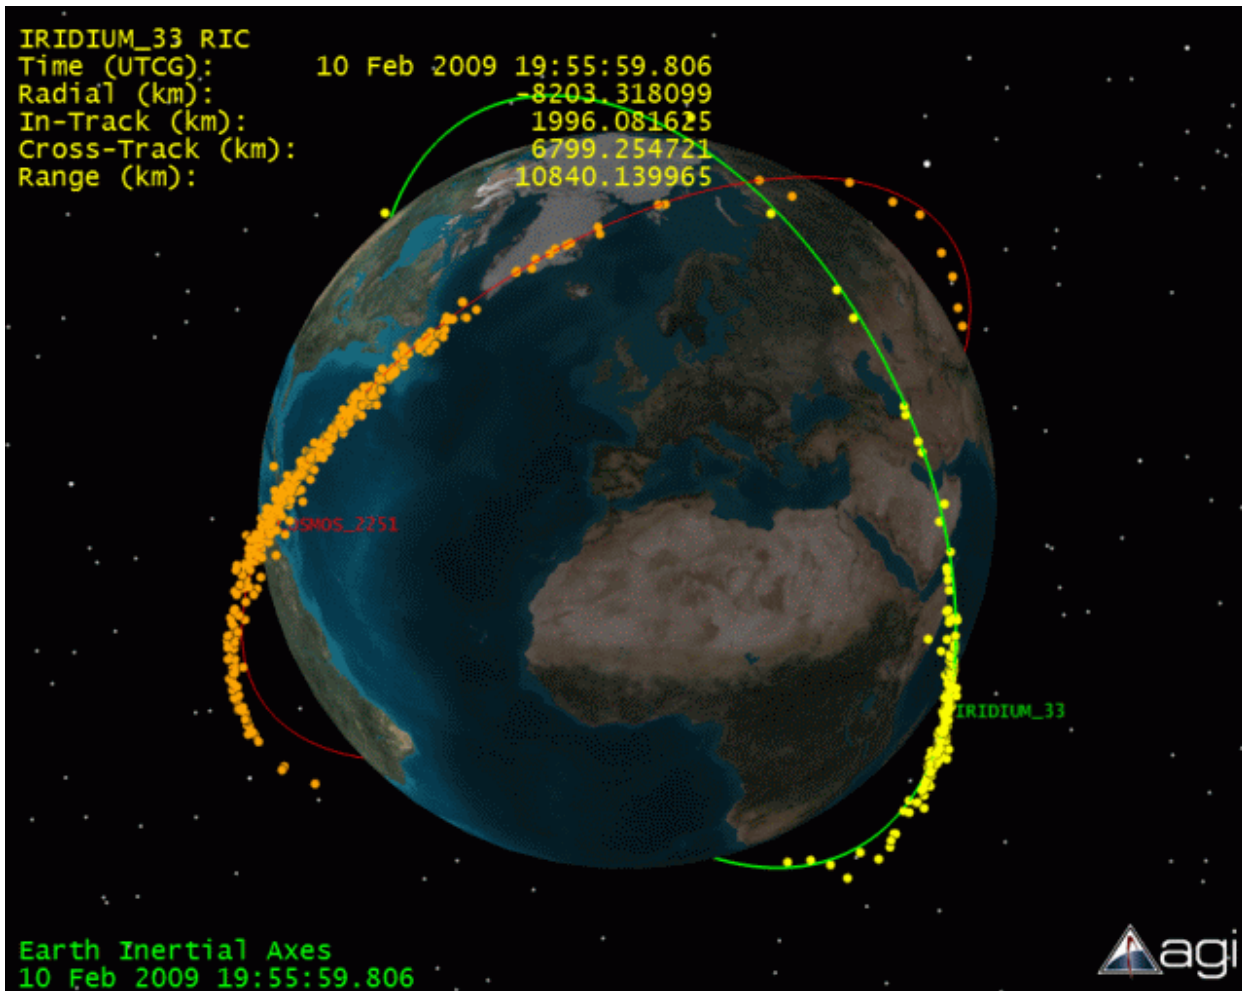 IRIDIUM_33 RIC
Time (UTCG): 10 Feb 2009 19:55:59.806
Radial (km): -8203.318099
In-Track (km): 1996.081625
Cross-Track (km): 6799.254721
Range (km): 10840.139965
OSMOS_2251
IRIDIUM_33
Earth Inertial Axes
10 Feb 2009 19:55:59.806
agi